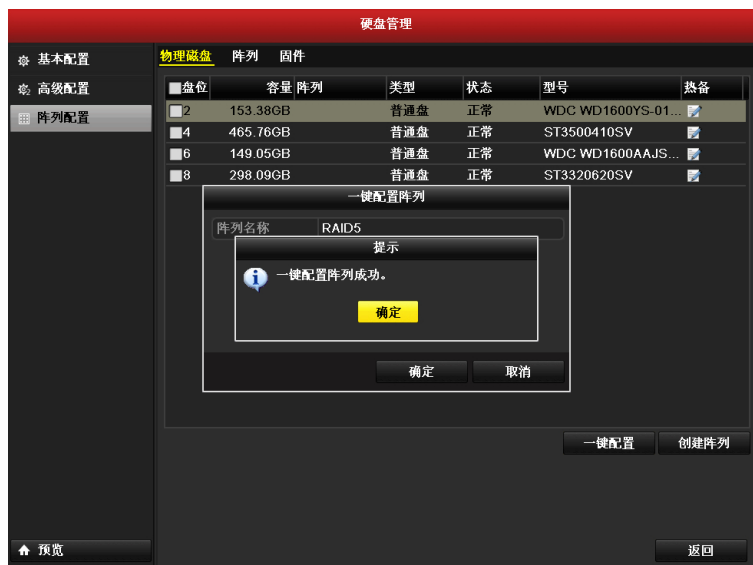 硬盘管理
基本配置
高级配置
阵列配置
物理磁盘 阵列 固件
盘位 容量 阵列 类型 状态 型号 热备
2 153.38GB 普通盘 正常 WDC WD1600YS-01...
4 465.76GB 普通盘 正常 ST3500410SV
6 149.05GB 普通盘 正常 WDC WD1600AAJS...
8 298.09GB 普通盘 正常 ST3320620SV
一键配置阵列
阵列名称 RAID5
提示
一键配置阵列成功。
确定
确定 取消
一键配置 创建阵列
预览 返回